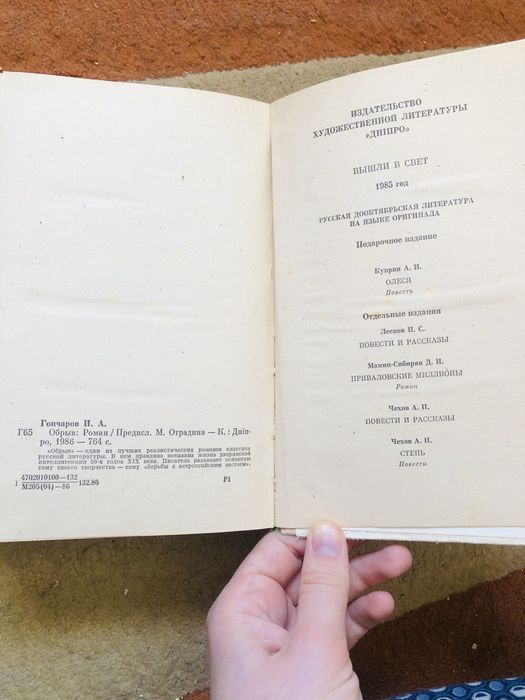 Гончаров И. А.
Г65 Обрыв: Роман / Предисл. М. Отрадина — К.: Дніп-
ро, 1986 — 764 с.
«Обрыв» — один из лучших реалистических романов классика
русской литературы. В нем правдиво показана жизнь дворянской
интеллигенции 50-х годов XIX века. Писатель развивает основную
тему своего творчества — тему «борьбы с всероссийским застоем».
4702010100—132
М205(04)—86
132.86
Р1
ИЗДАТЕЛЬСТВО
ХУДОЖЕСТВЕННОЙ ЛИТЕРАТУРЫ
«ДНІПРО»
ВЫШЛИ В СВЕТ
1985 год
РУССКАЯ ДООКТЯБРЬСКАЯ ЛИТЕРАТУРА
НА ЯЗЫКЕ ОРИГИНАЛА
Подарочное издание
Куприн А. И.
ОЛЕСЯ
Повесть
Отдельные издания
Лесков Н. С.
ПОВЕСТИ И РАССКАЗЫ
Мамин-Сибиряк Д. Н.
ПРИВАЛОВСКИЕ МИЛЛИОНЫ
Роман
Чехов А. П.
ПОВЕСТИ И РАССКАЗЫ
Чехов А. П.
СТЕПЬ
Повести